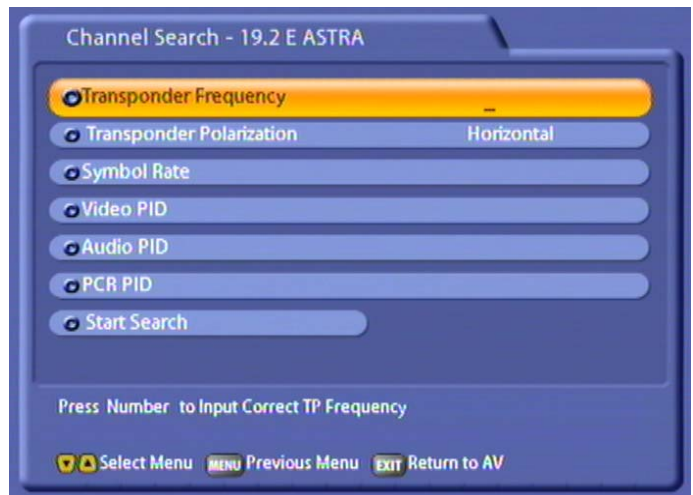 Channel Search - 19.2 E ASTRA
Transponder Frequency _
Transponder Polarization Horizontal
Symbol Rate
Video PID
Audio PID
PCR PID
Start Search
Press Number to Input Correct TP Frequency
Select Menu MENU Previous Menu EXIT Return to AV